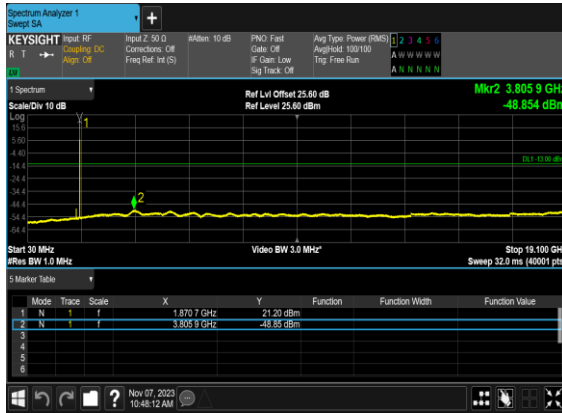 Spectrum Analyzer 1
Swept SA
+
KEYSIGHT Input: RF Input Z: 50 Ω #Atten: 10 dB PNO: Fast Avg Type: Power (RMS) 1 2 3 4 5 6
R T Coupling: DC Corrections: Off Gate: Off Avg|Hold: 100/100 A W W W W W
Align: Off Freq Ref: Int (S) IF Gain: Low Trig: Free Run
Sig Track: Off A N N N N N
1 Spectrum Ref Lvl Offset 25.60 dB Mkr2 3.805 9 GHz
Scale/Div 10 dB Ref Level 25.60 dBm -48.854 dBm
Log
15.6 1
5.60
-4.40
-14.4 DL1 -13.00 dBm
-24.4
-34.4
-44.4 2
-54.4
-64.4
Start 30 MHz Video BW 3.0 MHz* Stop 19.100 GHz
#Res BW 1.0 MHz Sweep 32.0 ms (40001 pts)
5 Marker Table
Mode Trace Scale X Y Function Function Width Function Value
1 N 1 f 1.870 7 GHz 21.20 dBm
2 N 1 f 3.805 9 GHz -48.85 dBm
3
4
5
6
? Nov 07, 2023
10:48:12 AM